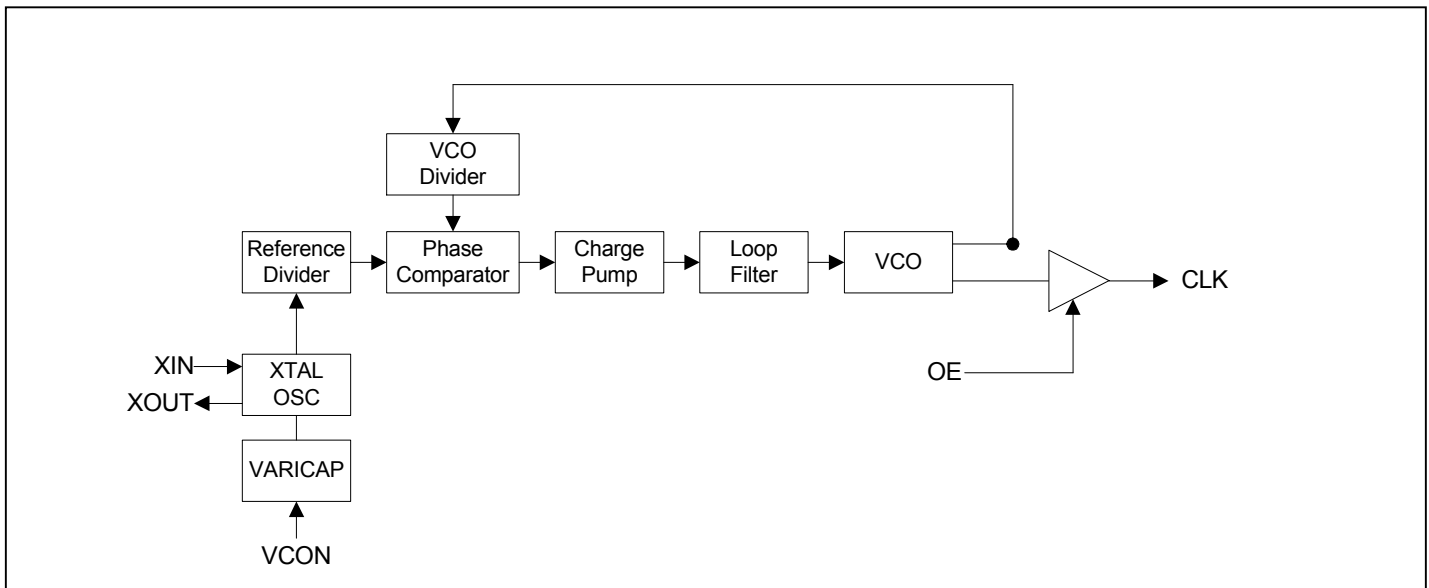 VCO
Divider
Reference
Divider
Phase
Comparator
Charge
Pump
Loop
Filter
VCO
CLK
XIN
XOUT
XTAL
OSC
OE
VARICAP
VCON